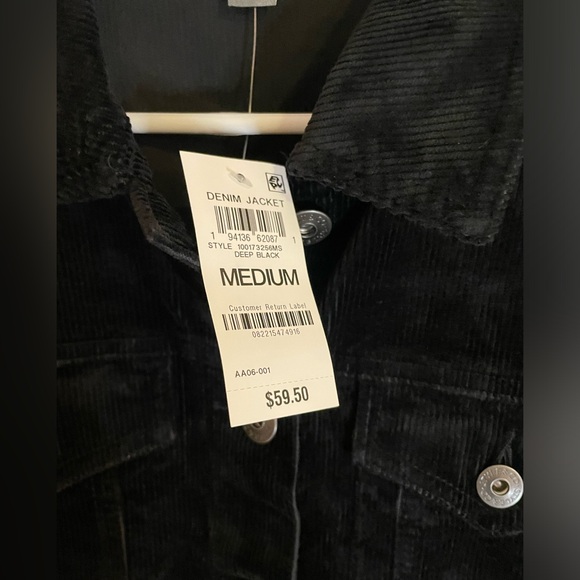 DENIM JACKET
1 94136 62087 1
STYLE 100173256MS
DEEP BLACK
MEDIUM
Customer Return Label
082215474916
AA06-001
$59.50